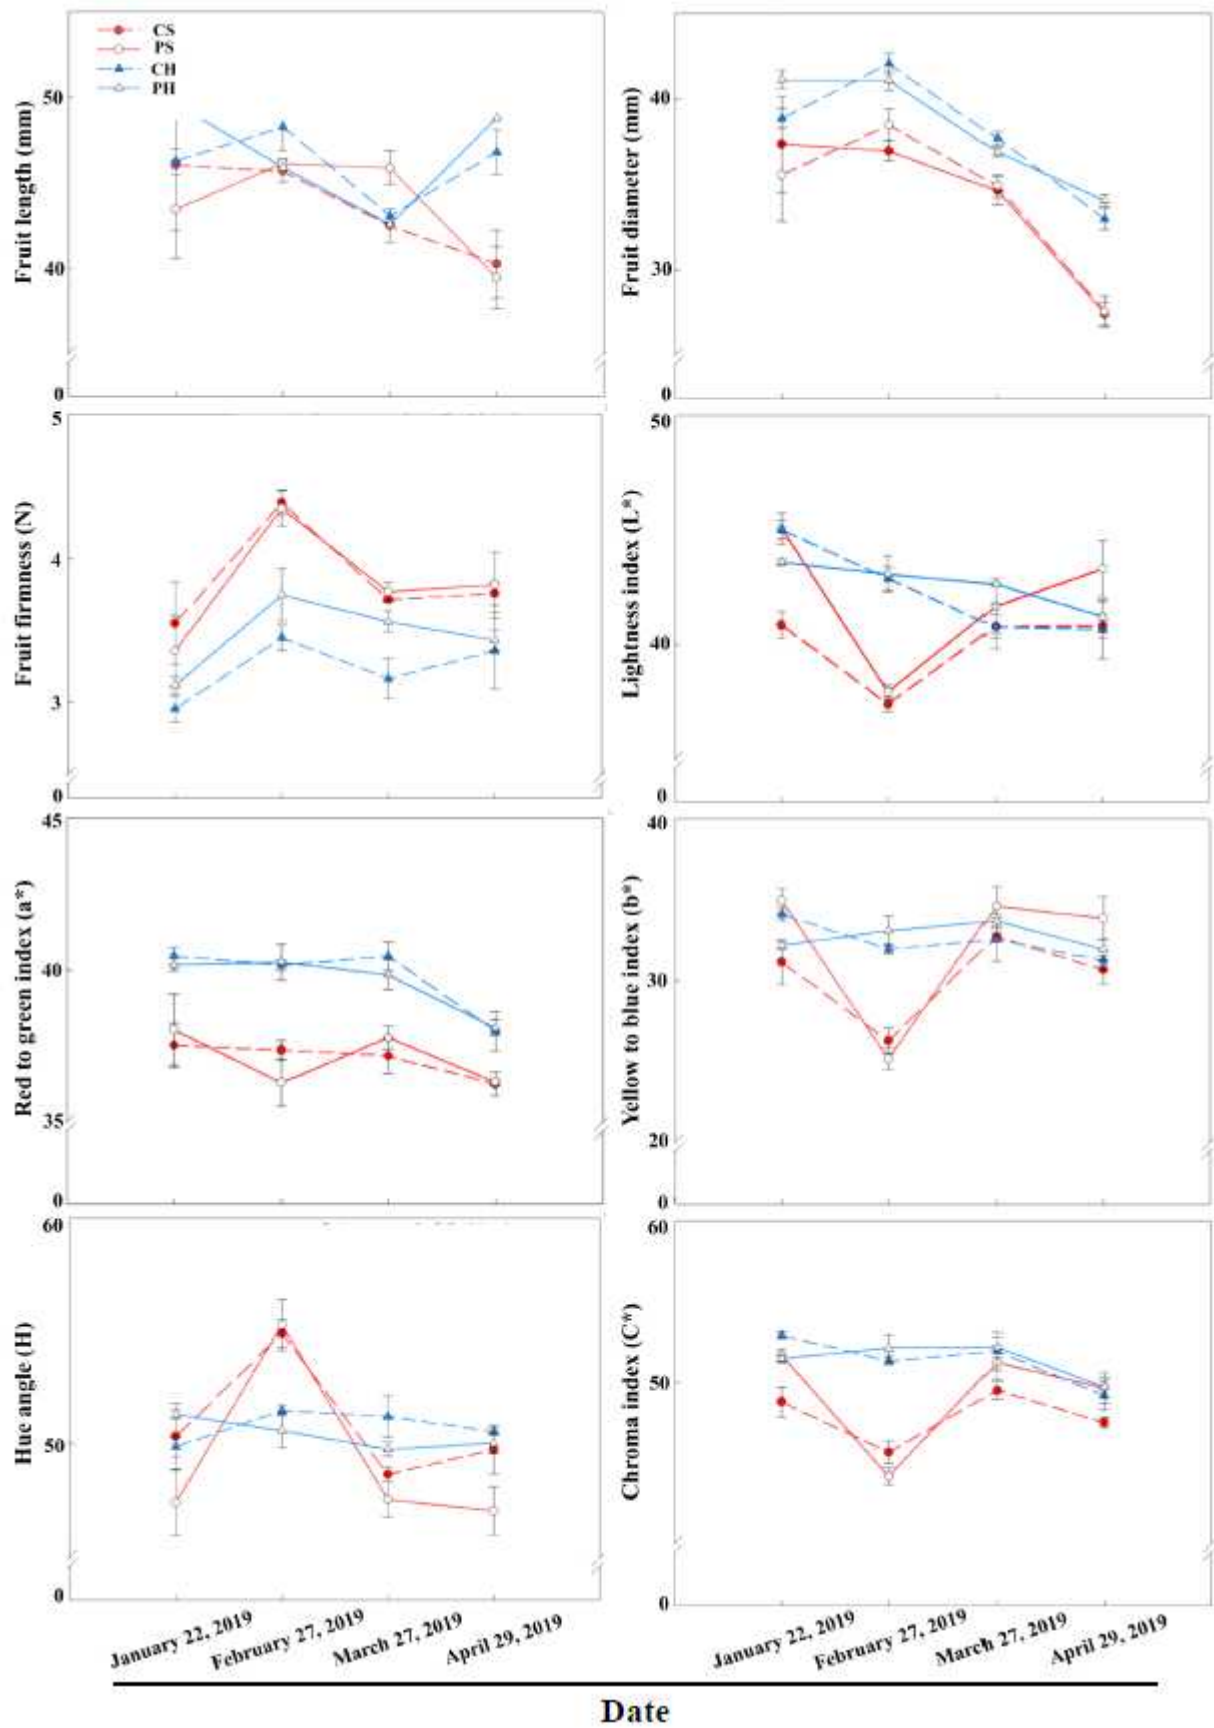 CS
PS
CH
PH
Fruit length (mm)
50
40
0
Fruit diameter (mm)
40
30
0
Fruit firmness (N)
5
4
3
0
Lightness index (L*)
50
40
0
Red to green index (a*)
45
40
35
0
Yellow to blue index (b*)
40
30
20
0
Hue angle (H)
60
50
0
Chroma index (C*)
60
50
0
January 22, 2019
February 27, 2019
March 27, 2019
April 29, 2019
January 22, 2019
February 27, 2019
March 27, 2019
April 29, 2019
Date